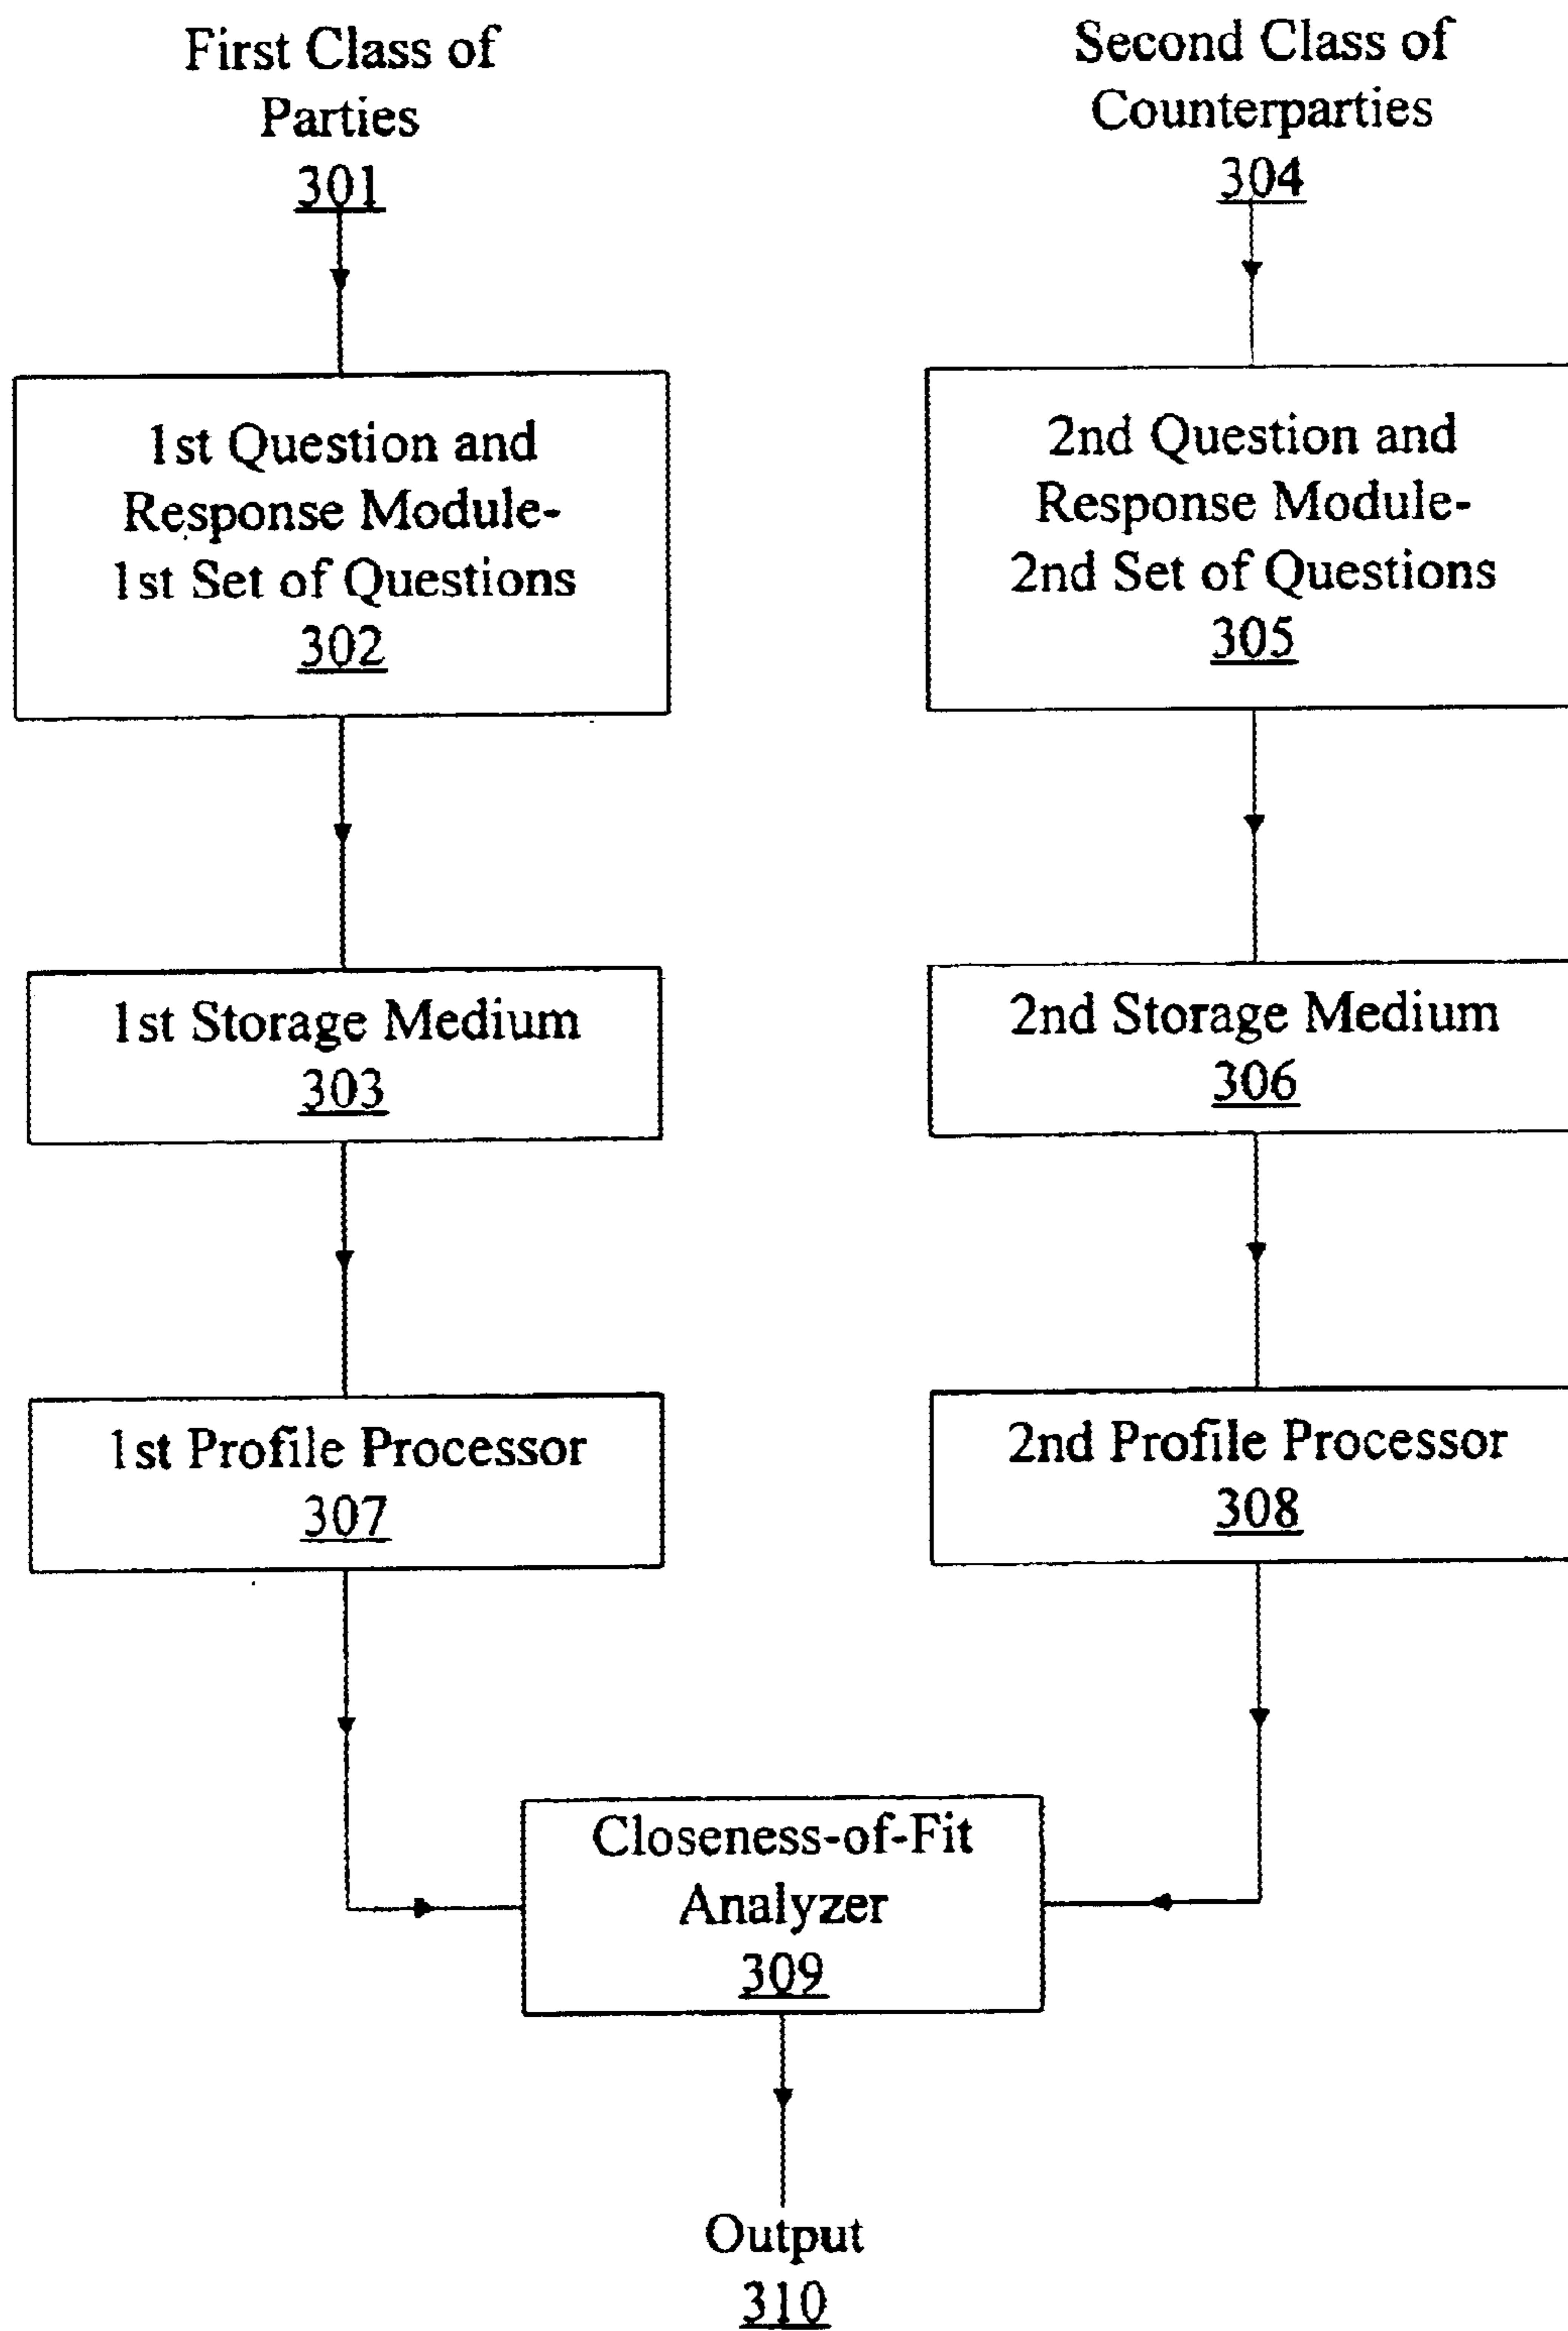 First Class of
Parties
301
Second Class of
Counterparties
304
1st Question and
Response Module-
1st Set of Questions
302
2nd Question and
Response Module-
2nd Set of Questions
305
1st Storage Medium
303
2nd Storage Medium
306
1st Profile Processor
307
2nd Profile Processor
308
Closeness-of-Fit
Analyzer
309
Output
310